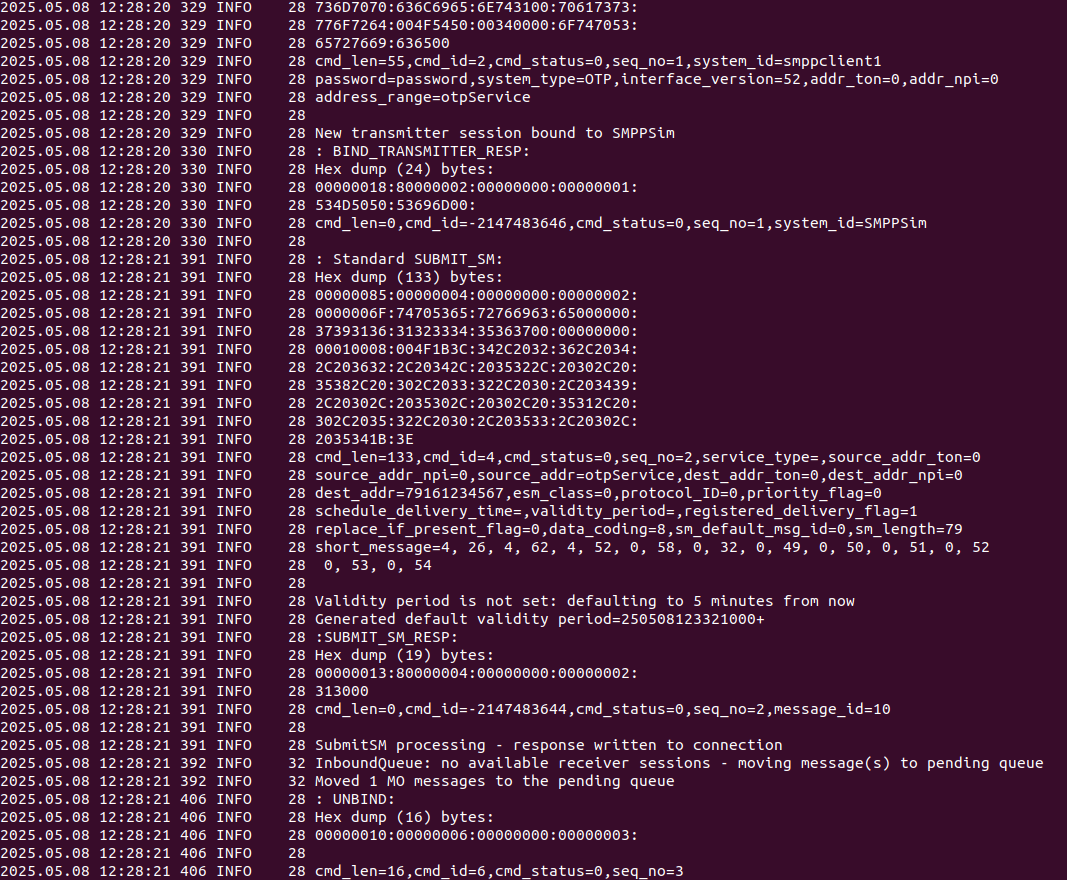 2025.05.08 12:28:20 329 INFO    28 736D7070:636C6965:6E743100:70617373:
2025.05.08 12:28:20 329 INFO    28 776F7264:004F5450:00340000:6F747053:
2025.05.08 12:28:20 329 INFO    28 65727669:636500
2025.05.08 12:28:20 329 INFO    28 cmd_len=55,cmd_id=2,cmd_status=0,seq_no=1,system_id=smppclient1
2025.05.08 12:28:20 329 INFO    28 password=password,system_type=OTP,interface_version=52,addr_ton=0,addr_npi=0
2025.05.08 12:28:20 329 INFO    28 address_range=otpService
2025.05.08 12:28:20 329 INFO    28
2025.05.08 12:28:20 329 INFO    28 New transmitter session bound to SMPPSim
2025.05.08 12:28:20 330 INFO    28 : BIND_TRANSMITTER_RESP:
2025.05.08 12:28:20 330 INFO    28 Hex dump (24) bytes:
2025.05.08 12:28:20 330 INFO    28 00000018:80000002:00000000:00000001:
2025.05.08 12:28:20 330 INFO    28 534D5050:53696D00:
2025.05.08 12:28:20 330 INFO    28 cmd_len=0,cmd_id=-2147483646,cmd_status=0,seq_no=1,system_id=SMPPSim
2025.05.08 12:28:20 330 INFO    28
2025.05.08 12:28:21 391 INFO    28 : Standard SUBMIT_SM:
2025.05.08 12:28:21 391 INFO    28 Hex dump (133) bytes:
2025.05.08 12:28:21 391 INFO    28 00000085:00000004:00000000:00000002:
2025.05.08 12:28:21 391 INFO    28 0000006F:74705365:72766963:65000000:
2025.05.08 12:28:21 391 INFO    28 37393136:31323334:35363700:00000000:
2025.05.08 12:28:21 391 INFO    28 00010008:004F1B3C:342C2032:362C2034:
2025.05.08 12:28:21 391 INFO    28 2C203632:2C20342C:2035322C:20302C20:
2025.05.08 12:28:21 391 INFO    28 35382C20:302C2033:322C2030:2C203439:
2025.05.08 12:28:21 391 INFO    28 2C20302C:2035302C:20302C20:35312C20:
2025.05.08 12:28:21 391 INFO    28 302C2035:322C2030:2C203533:2C20302C:
2025.05.08 12:28:21 391 INFO    28 2035341B:3E
2025.05.08 12:28:21 391 INFO    28 cmd_len=133,cmd_id=4,cmd_status=0,seq_no=2,service_type=,source_addr_ton=0
2025.05.08 12:28:21 391 INFO    28 source_addr_npi=0,source_addr=otpService,dest_addr_ton=0,dest_addr_npi=0
2025.05.08 12:28:21 391 INFO    28 dest_addr=79161234567,esm_class=0,protocol_ID=0,priority_flag=0
2025.05.08 12:28:21 391 INFO    28 schedule_delivery_time=,validity_period=,registered_delivery_flag=1
2025.05.08 12:28:21 391 INFO    28 replace_if_present_flag=0,data_coding=8,sm_default_msg_id=0,sm_length=79
2025.05.08 12:28:21 391 INFO    28 short_message=4, 26, 4, 62, 4, 52, 0, 58, 0, 32, 0, 49, 0, 50, 0, 51, 0, 52
2025.05.08 12:28:21 391 INFO    28  0, 53, 0, 54
2025.05.08 12:28:21 391 INFO    28
2025.05.08 12:28:21 391 INFO    28 Validity period is not set: defaulting to 5 minutes from now
2025.05.08 12:28:21 391 INFO    28 Generated default validity period=250508123321000+
2025.05.08 12:28:21 391 INFO    28 :SUBMIT_SM_RESP:
2025.05.08 12:28:21 391 INFO    28 Hex dump (19) bytes:
2025.05.08 12:28:21 391 INFO    28 00000013:80000004:00000000:00000002:
2025.05.08 12:28:21 391 INFO    28 313000
2025.05.08 12:28:21 391 INFO    28 cmd_len=0,cmd_id=-2147483644,cmd_status=0,seq_no=2,message_id=10
2025.05.08 12:28:21 391 INFO    28
2025.05.08 12:28:21 391 INFO    28 SubmitSM processing - response written to connection
2025.05.08 12:28:21 392 INFO    32 InboundQueue: no available receiver sessions - moving message(s) to pending queue
2025.05.08 12:28:21 392 INFO    32 Moved 1 MO messages to the pending queue
2025.05.08 12:28:21 406 INFO    28 : UNBIND:
2025.05.08 12:28:21 406 INFO    28 Hex dump (16) bytes:
2025.05.08 12:28:21 406 INFO    28 00000010:00000006:00000000:00000003:
2025.05.08 12:28:21 406 INFO    28
2025.05.08 12:28:21 406 INFO    28 cmd_len=16,cmd_id=6,cmd_status=0,seq_no=3